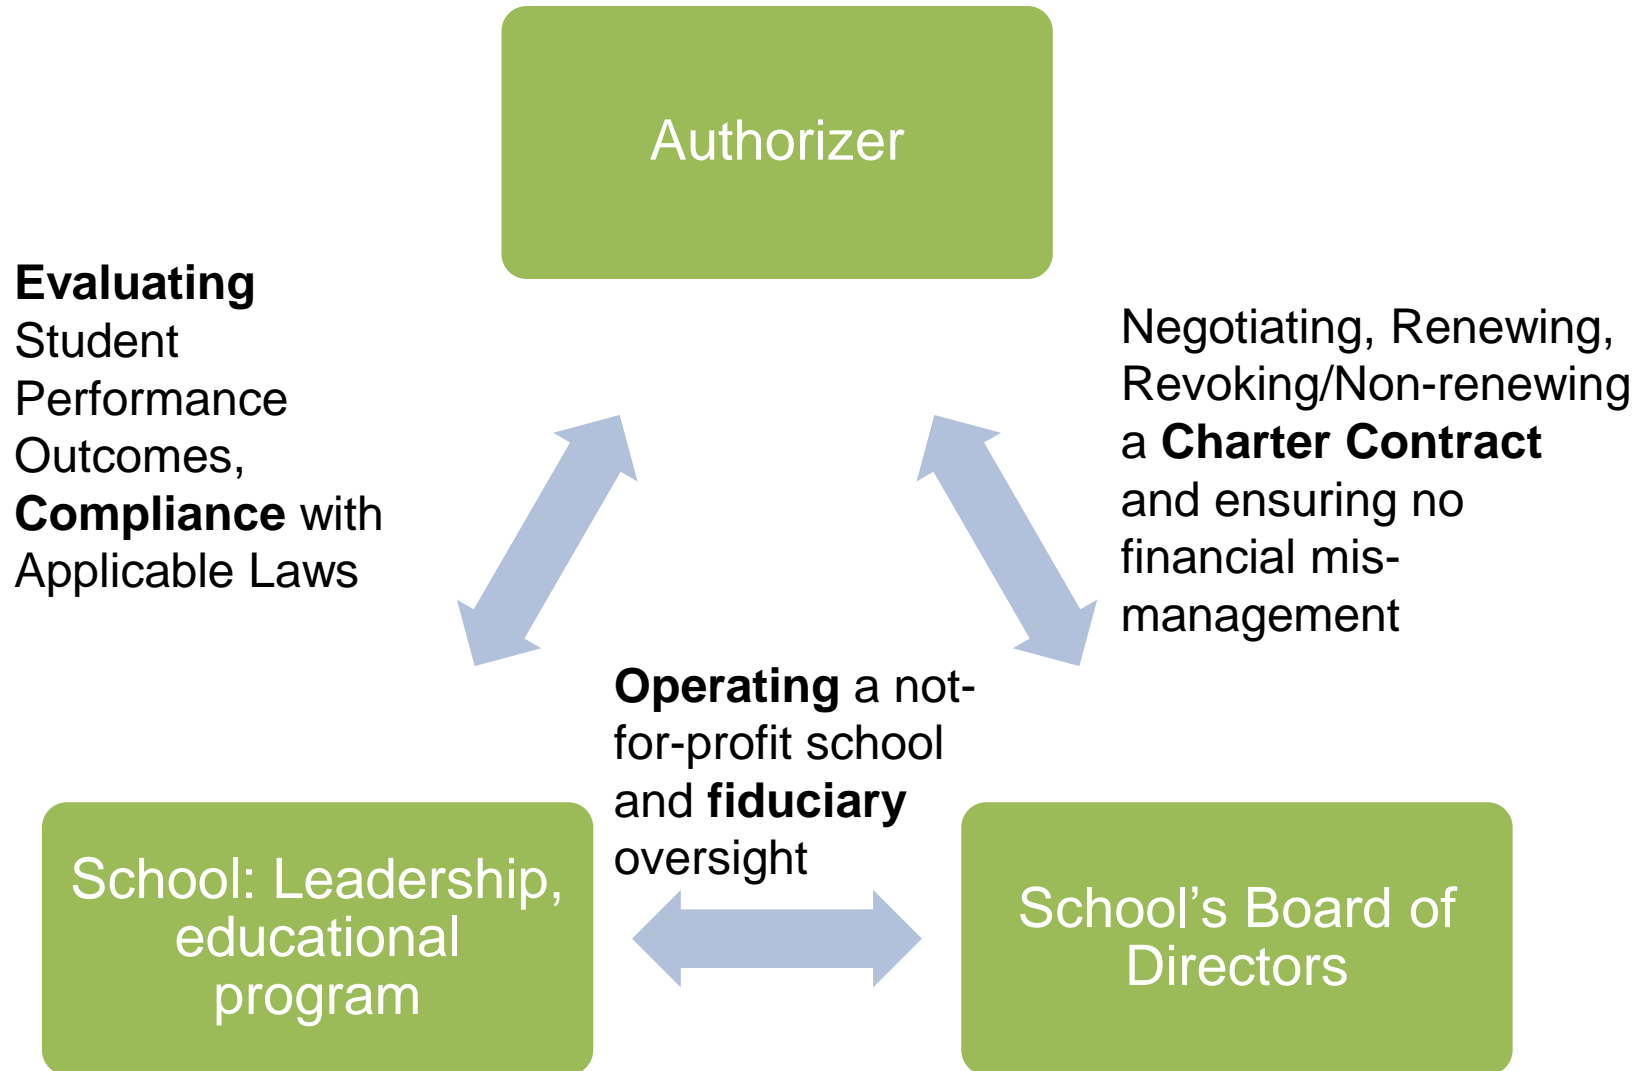 Authorizer
Evaluating
Student
Performance
Outcomes,
Compliance with
Applicable Laws
Negotiating, Renewing,
Revoking/Non-renewing
a Charter Contract
and ensuring no
financial mis-
management
Operating a not-
for-profit school
and fiduciary
oversight
School: Leadership,
educational
program
School’s Board of
Directors